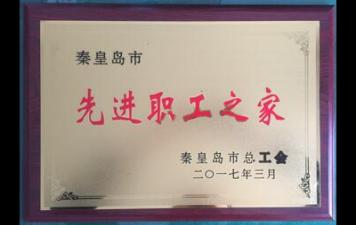 秦皇岛市
先进职工之家
秦皇岛市总工会
二〇一七年三月